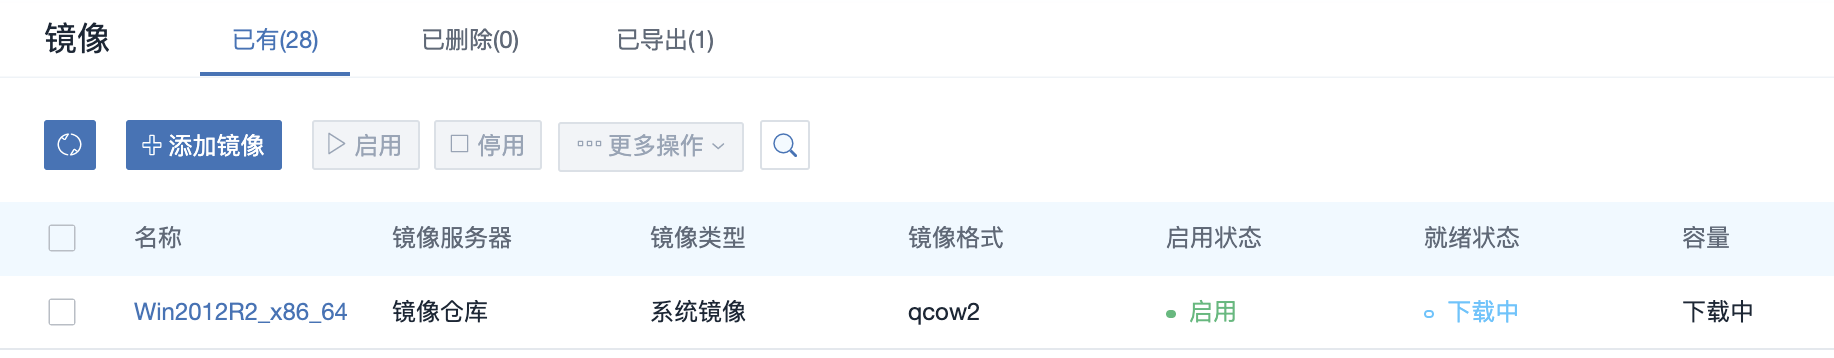 镜像 已有(28) 已删除(0) 已导出(1)
添加镜像 启用 停用 更多操作
名称 镜像服务器 镜像类型 镜像格式 启用状态 就绪状态 容量
Win2012R2_x86_64 镜像仓库 系统镜像 qcow2 启用 下载中 下载中